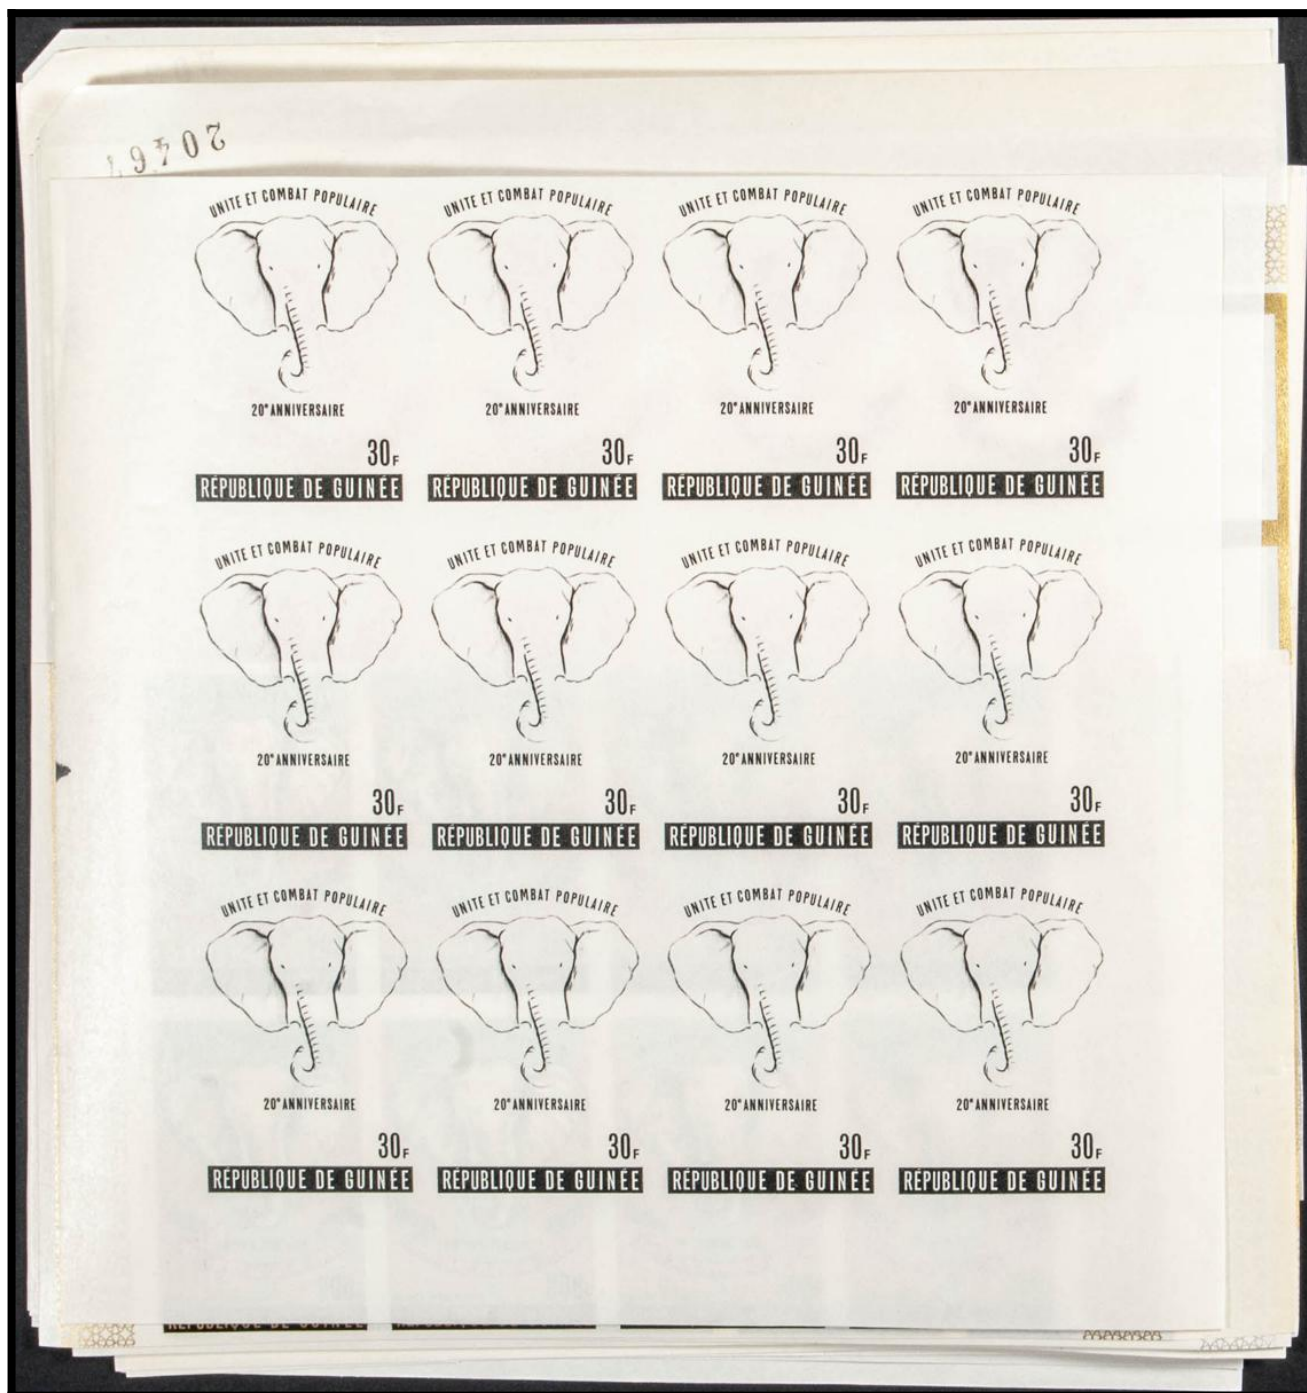 20467
UNITE ET COMBAT POPULAIRE UNITE ET COMBAT POPULAIRE UNITE ET COMBAT POPULAIRE UNITE ET COMBAT POPULAIRE
20e ANNIVERSAIRE 20e ANNIVERSAIRE 20e ANNIVERSAIRE 20e ANNIVERSAIRE
30F 30F 30F 30F
RÉPUBLIQUE DE GUINÉE RÉPUBLIQUE DE GUINÉE RÉPUBLIQUE DE GUINÉE RÉPUBLIQUE DE GUINÉE
UNITE ET COMBAT POPULAIRE UNITE ET COMBAT POPULAIRE UNITE ET COMBAT POPULAIRE UNITE ET COMBAT POPULAIRE
20e ANNIVERSAIRE 20e ANNIVERSAIRE 20e ANNIVERSAIRE 20e ANNIVERSAIRE
30F 30F 30F 30F
RÉPUBLIQUE DE GUINÉE RÉPUBLIQUE DE GUINÉE RÉPUBLIQUE DE GUINÉE RÉPUBLIQUE DE GUINÉE
UNITE ET COMBAT POPULAIRE UNITE ET COMBAT POPULAIRE UNITE ET COMBAT POPULAIRE UNITE ET COMBAT POPULAIRE
20e ANNIVERSAIRE 20e ANNIVERSAIRE 20e ANNIVERSAIRE 20e ANNIVERSAIRE
30F 30F 30F 30F
RÉPUBLIQUE DE GUINÉE RÉPUBLIQUE DE GUINÉE RÉPUBLIQUE DE GUINÉE RÉPUBLIQUE DE GUINÉE